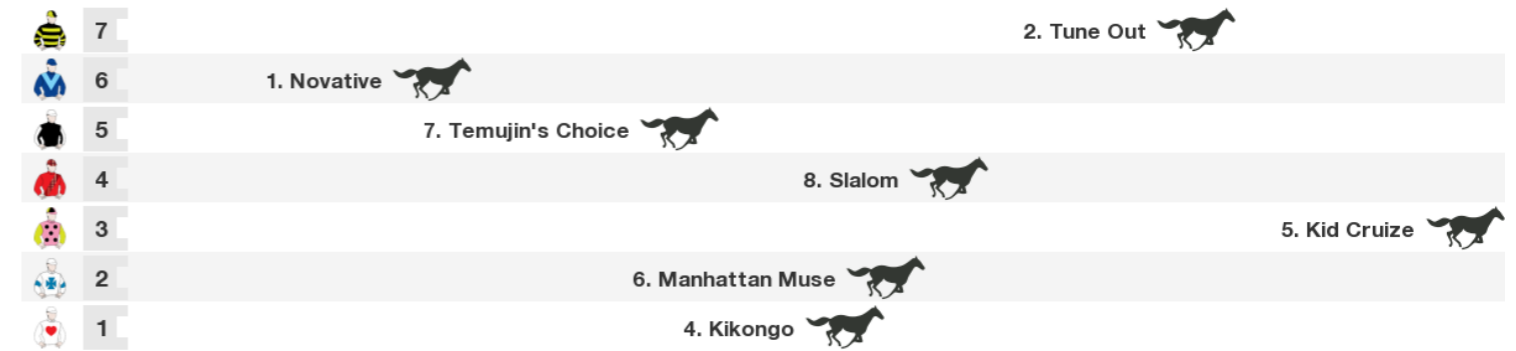 7 2. Tune Out
6 1. Novative
5 7. Temujin's Choice
4 8. Slalom
3 5. Kid Cruize
2 6. Manhattan Muse
1 4. Kikongo